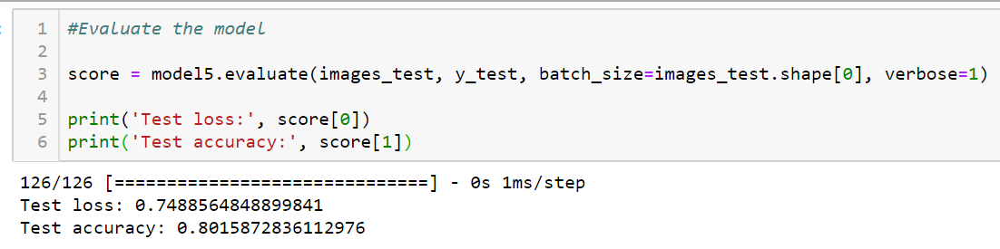 1 #Evaluate the model
2
3 score = model5.evaluate(images_test, y_test, batch_size=images_test.shape[0], verbose=1)
4
5 print('Test loss:', score[0])
6 print('Test accuracy:', score[1])
126/126 [==============================] - 0s 1ms/step
Test loss: 0.7488564848899841
Test accuracy: 0.8015872836112976